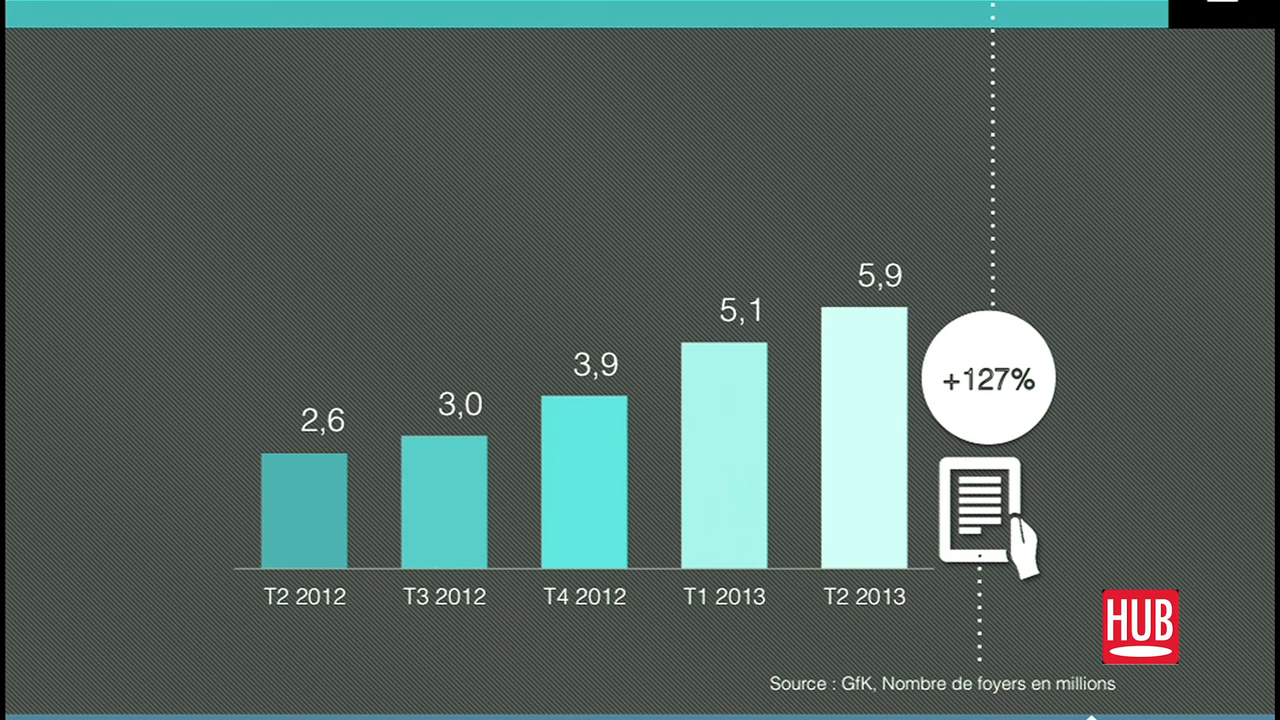 5,9
5,1
3,9
3,0
2,6
+127%
T2 2012 T3 2012 T4 2012 T1 2013 T2 2013
HUB
Source : GfK, Nombre de foyers en millions